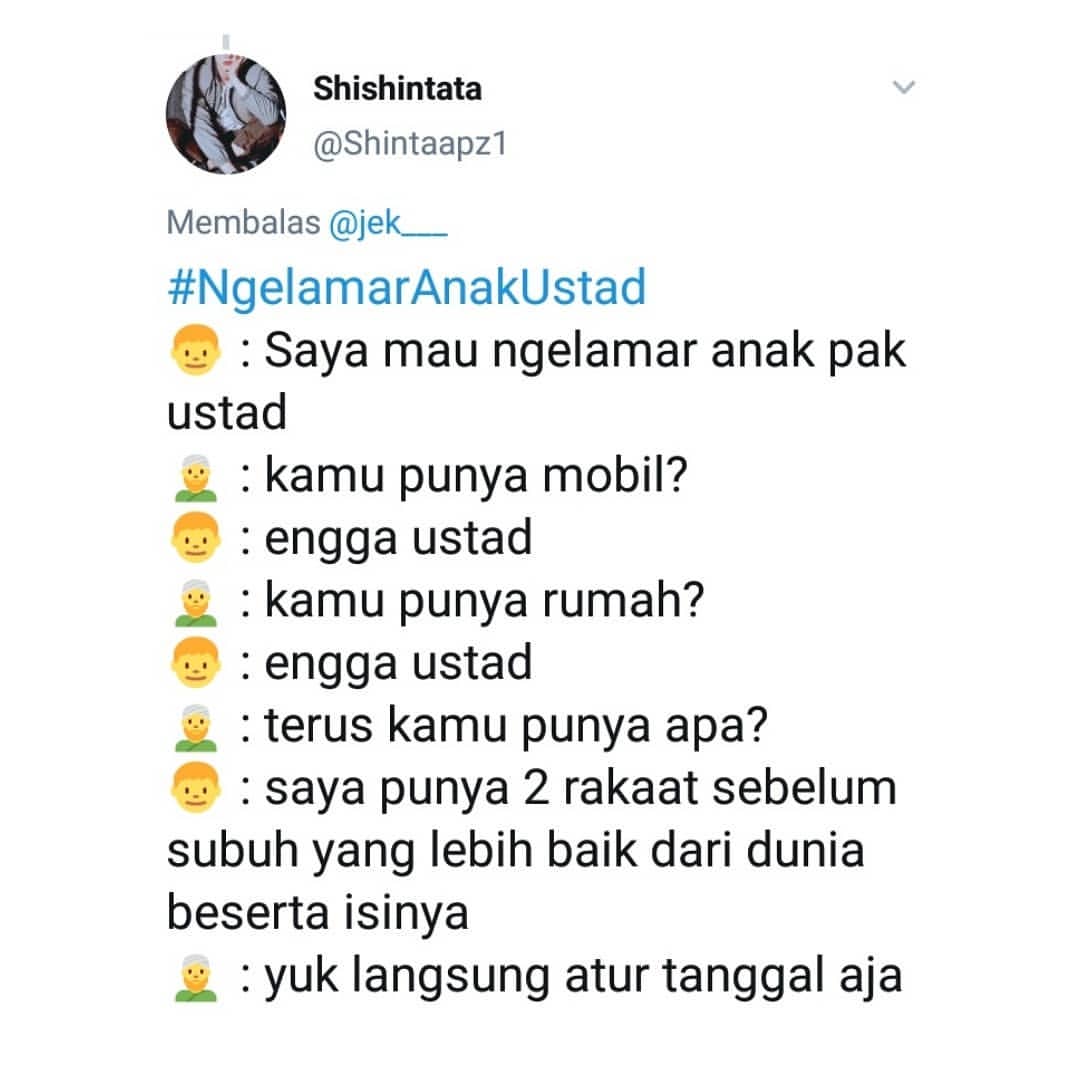 Shishintata
@Shintaapz1
Membalas @jek___
#NgelamarAnakUstad
👨‍🦰 : Saya mau ngelamar anak pak
ustad
👳‍♂️ : kamu punya mobil?
👨‍🦰 : engga ustad
👳‍♂️ : kamu punya rumah?
👨‍🦰 : engga ustad
👳‍♂️ : terus kamu punya apa?
👨‍🦰 : saya punya 2 rakaat sebelum
subuh yang lebih baik dari dunia
beserta isinya
👳‍♂️ : yuk langsung atur tanggal aja